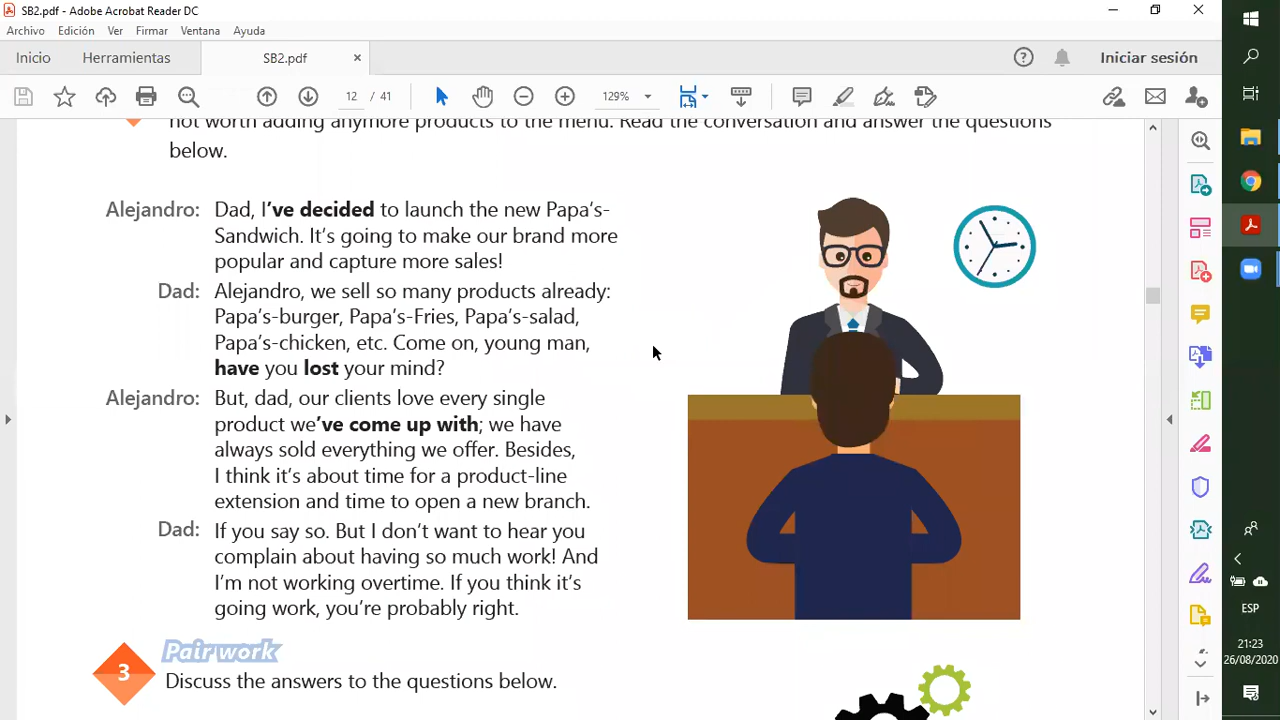 SB2.pdf - Adobe Acrobat Reader DC
Archivo Edición Ver Firmar Ventana Ayuda
Inicio Herramientas SB2.pdf × Iniciar sesión
12 / 41 129%
not worth adding anymore products to the menu. Read the conversation and answer the questions
below.
Alejandro: Dad, I've decided to launch the new Papa's-
Sandwich. It's going to make our brand more
popular and capture more sales!
Dad: Alejandro, we sell so many products already:
Papa's-burger, Papa's-Fries, Papa's-salad,
Papa's-chicken, etc. Come on, young man,
have you lost your mind?
Alejandro: But, dad, our clients love every single
product we've come up with; we have
always sold everything we offer. Besides,
I think it's about time for a product-line
extension and time to open a new branch.
Dad: If you say so. But I don't want to hear you
complain about having so much work! And
I'm not working overtime. If you think it's
going work, you're probably right.
3 Pair work
Discuss the answers to the questions below.
ESP
21:23
26/08/2020